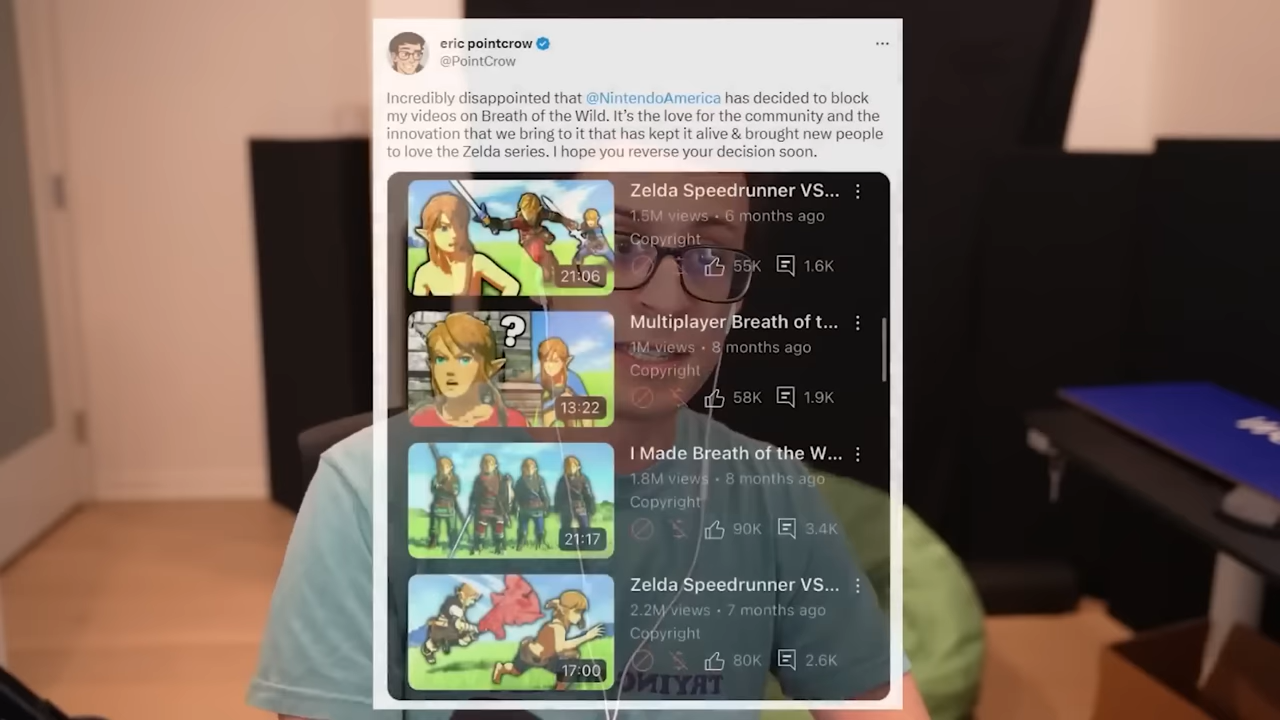 eric pointcrow
@PointCrow
Incredibly disappointed that @NintendoAmerica has decided to block
my videos on Breath of the Wild. It's the love for the community and the
innovation that we bring to it that has kept it alive & brought new people
to love the Zelda series. I hope you reverse your decision soon.
Zelda Speedrunner VS...
1.5M views • 6 months ago
Copyright
55K 1.6K
21:06
?
Multiplayer Breath of t...
1M views • 8 months ago
Copyright
58K 1.9K
13:22
I Made Breath of the W...
1.8M views • 8 months ago
Copyright
90K 3.4K
21:17
Zelda Speedrunner VS...
2.2M views • 7 months ago
Copyright
80K 2.6K
17:00
TRYING